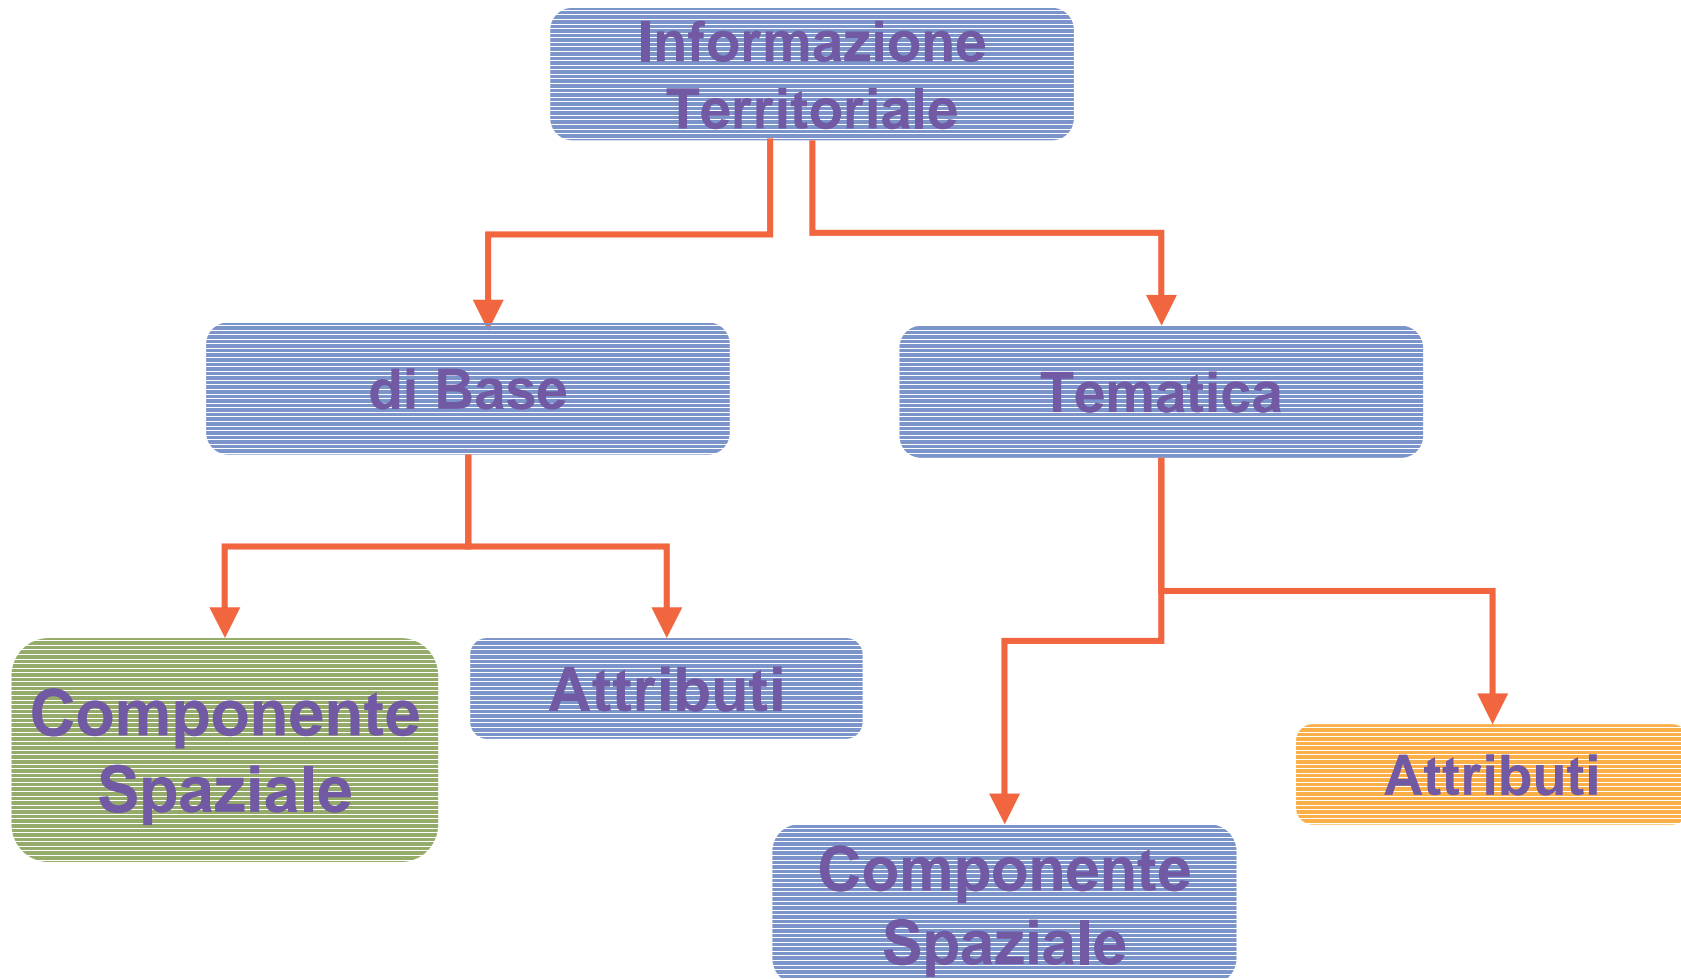 Informazione
Territoriale
di Base
Tematica
Componente
Spaziale
Attributi
Attributi
Componente
Spaziale